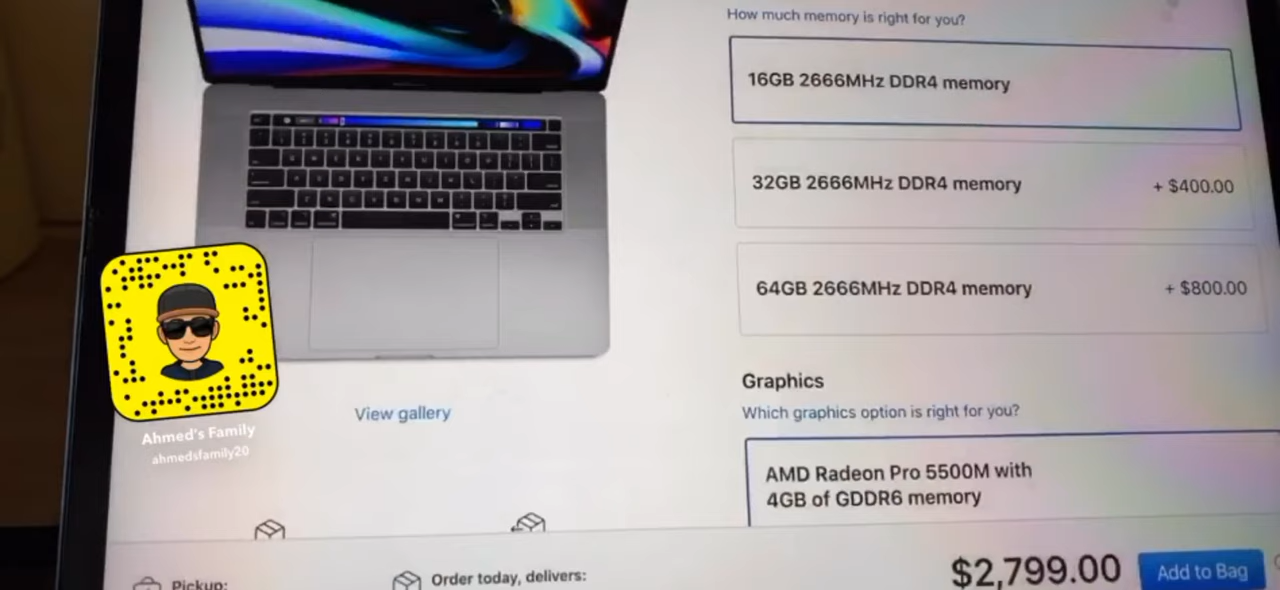 How much memory is right for you?
16GB 2666MHz DDR4 memory
32GB 2666MHz DDR4 memory
+ $400.00
64GB 2666MHz DDR4 memory
+ $800.00
Graphics
Which graphics option is right for you?
AMD Radeon Pro 5500M with
4GB of GDDR6 memory
View gallery
Ahmed's Family
ahmedsfamily20
Pickup:
Order today, delivers:
$2,799.00
Add to Bag